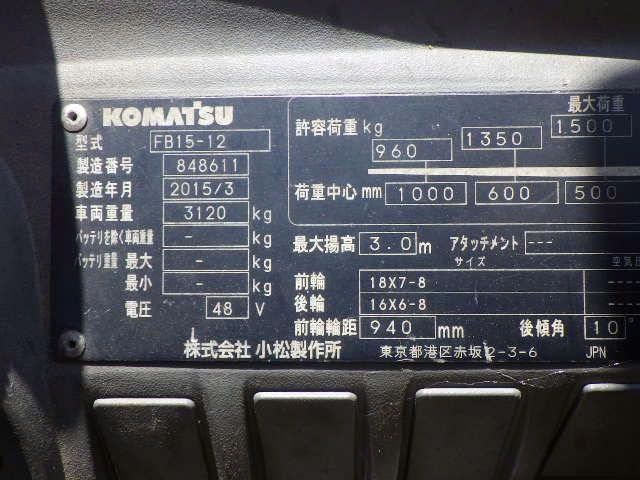 KOMATSU
型式 FB15-12
製造番号 848611
製造年月 2015/3
車両重量 3120 kg
バッテリを除く車両重量 - kg
バッテリ重量 最大 - kg
最小 - kg
電圧 48 V
最大荷重
許容荷重 kg 960 1350 1500
荷重中心 mm 1000 600 500
最大揚高 3.0 m アタッチメント ---
サイズ 空気圧
前輪 18X7-8 ----
後輪 16X6-8 ----
前輪輪距 940 mm 後傾角 10°
株式会社 小松製作所 東京都港区赤坂2-3-6 JPN